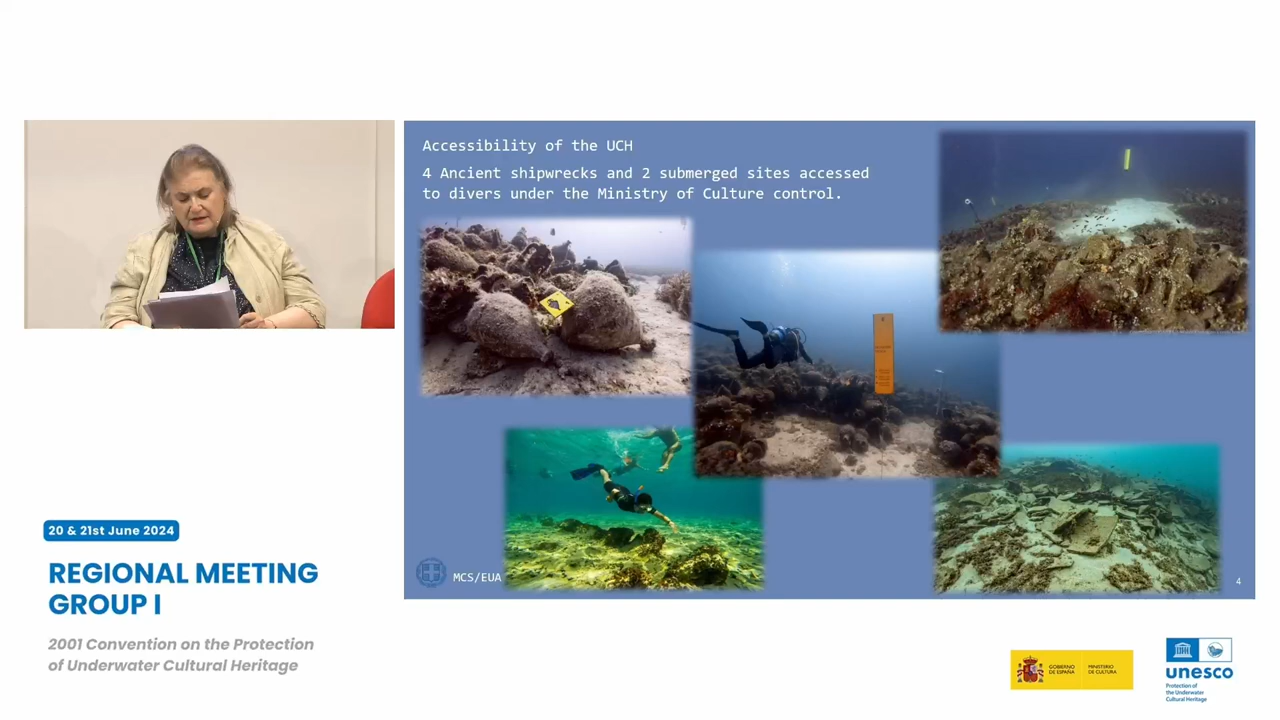 Accessibility of the UCH
4 Ancient shipwrecks and 2 submerged sites accessed
to divers under the Ministry of Culture control.
MCS/EUA
4
20 & 21st June 2024
REGIONAL MEETING
GROUP I
2001 Convention on the Protection
of Underwater Cultural Heritage
GOBIERNO
DE ESPAÑA
MINISTERIO
DE CULTURA
unesco
Protection of
the Underwater
Cultural Heritage